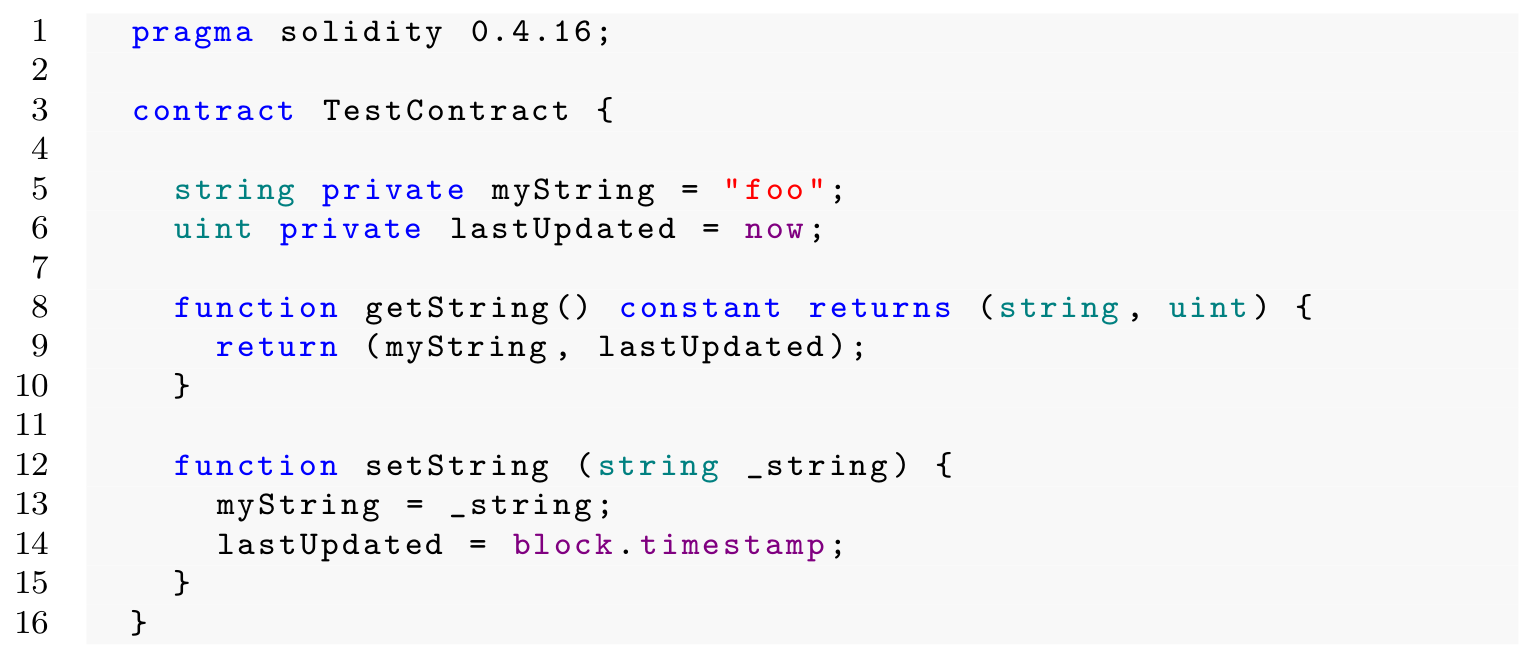 1 pragma solidity 0.4.16;
2
3 contract TestContract {
4
5   string private myString = "foo";
6   uint private lastUpdated = now;
7
8   function getString() constant returns (string, uint) {
9     return (myString, lastUpdated);
10   }
11
12   function setString (string _string) {
13     myString = _string;
14     lastUpdated = block.timestamp;
15   }
16 }